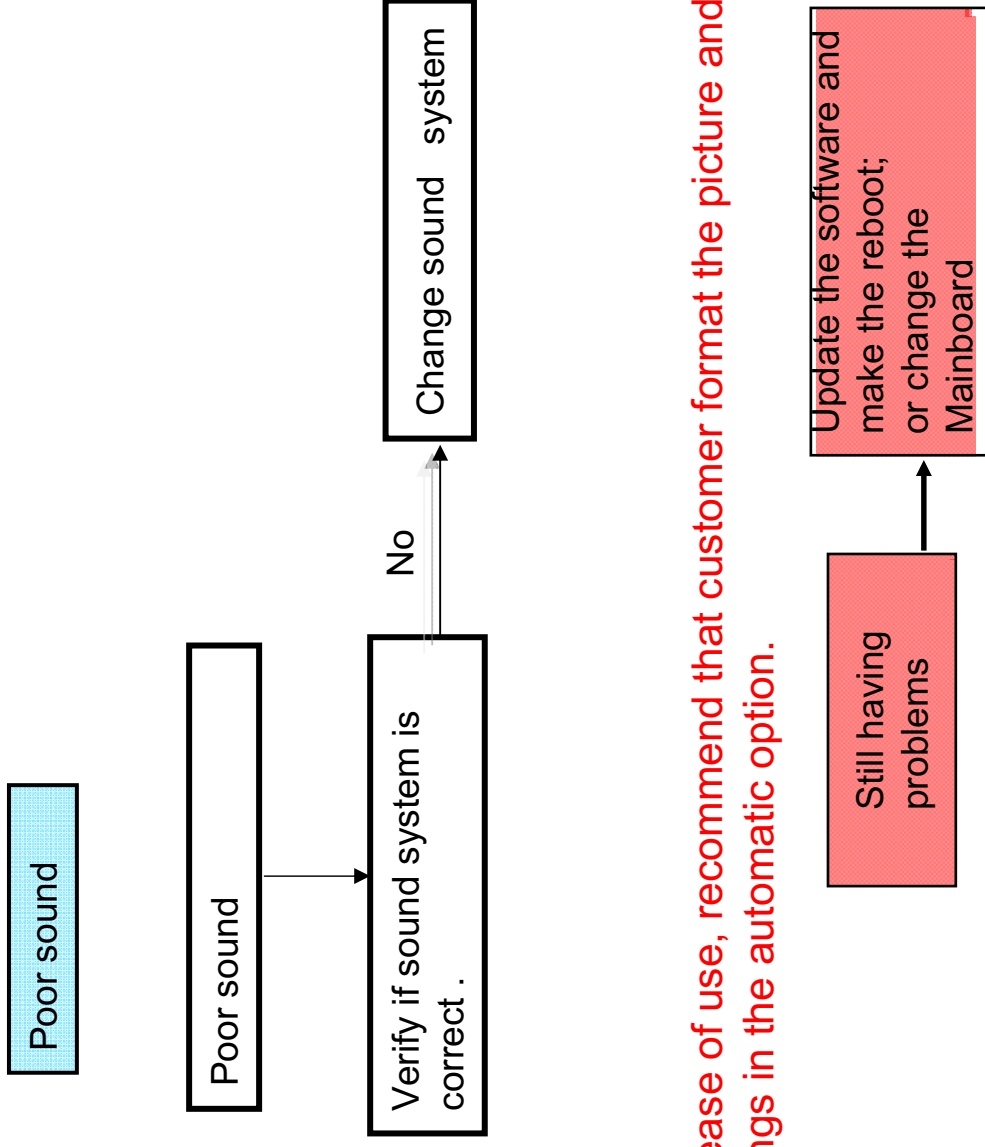 Poor sound
Poor sound
Verify if sound system is
correct .
No
Change sound system
ease of use, recommend that customer format the picture and
ngs in the automatic option.
Still having
problems
Update the software and
make the reboot;
or change the
Mainboard